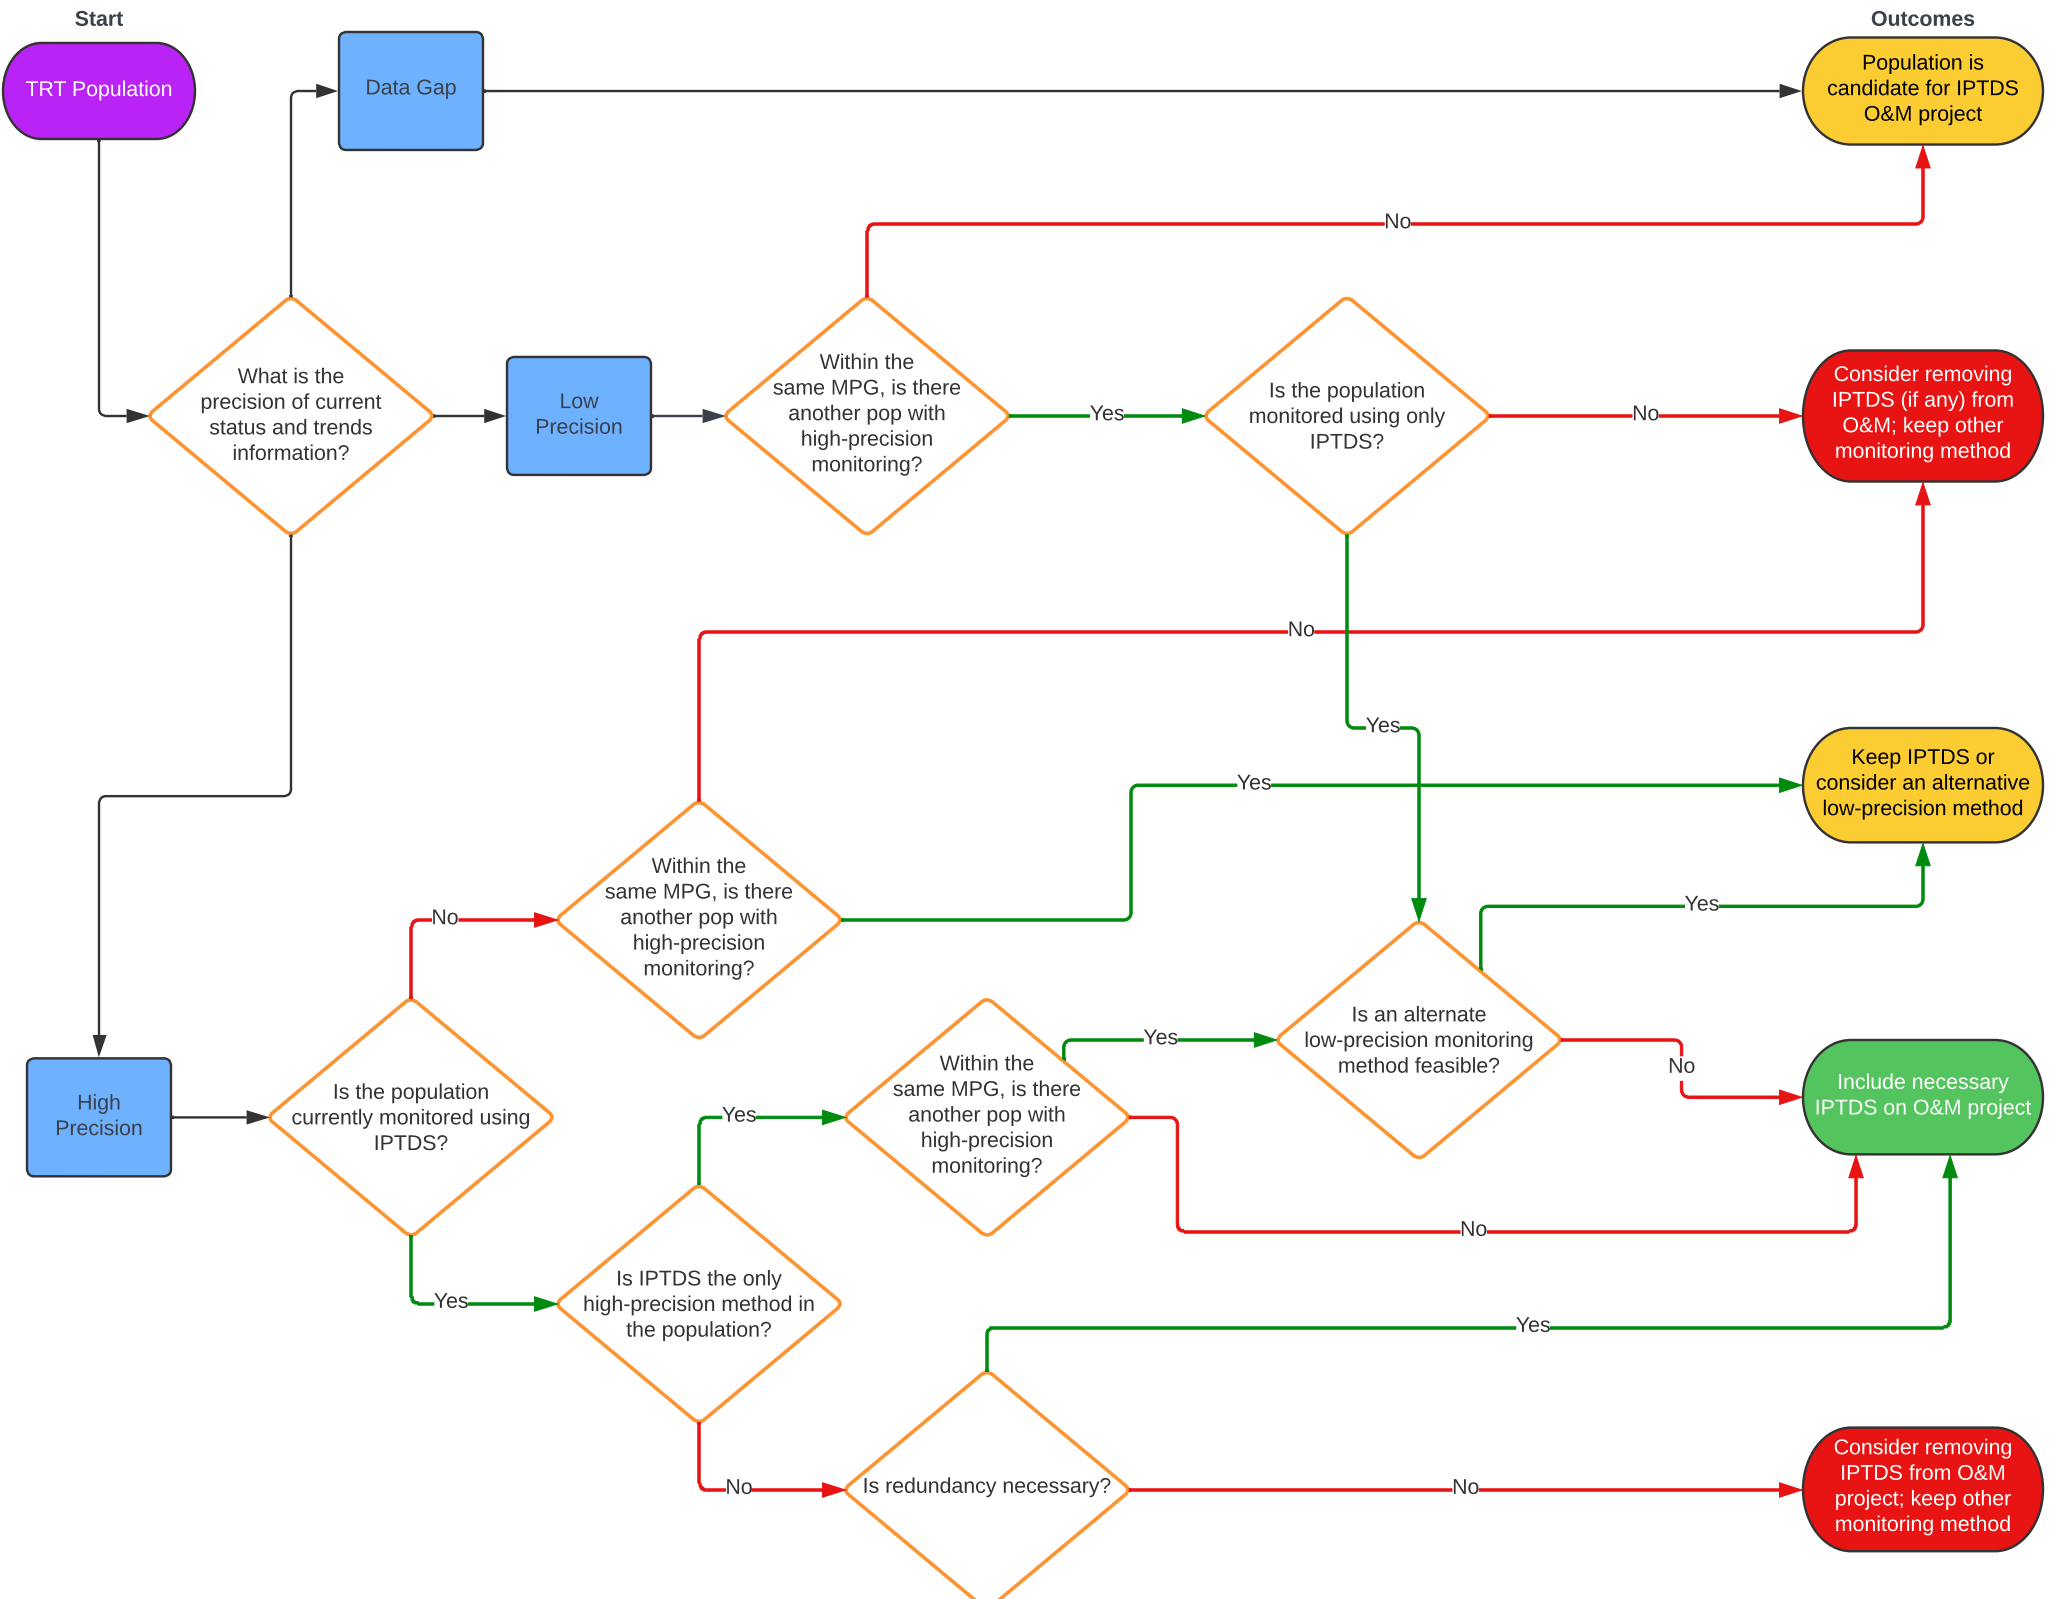 Start
Outcomes
TRT Population
Data Gap
Population is
candidate for IPTDS
O&M project
No
What is the
precision of current
status and trends
information?
Low
Precision
Within the
same MPG, is there
another pop with
high-precision
monitoring?
Yes
Is the population
monitored using only
IPTDS?
No
Consider removing
IPTDS (if any) from
O&M; keep other
monitoring method
No
Yes
Yes
Keep IPTDS or
consider an alternative
low-precision method
Within the
same MPG, is there
another pop with
high-precision
monitoring?
No
Yes
Is an alternate
low-precision monitoring
method feasible?
No
Include necessary
IPTDS on O&M project
High
Precision
Is the population
currently monitored using
IPTDS?
Within the
same MPG, is there
another pop with
high-precision
monitoring?
Yes
Yes
No
Yes
Is IPTDS the only
high-precision method in
the population?
Yes
No
Is redundancy necessary?
No
Consider removing
IPTDS from O&M
project; keep other
monitoring method